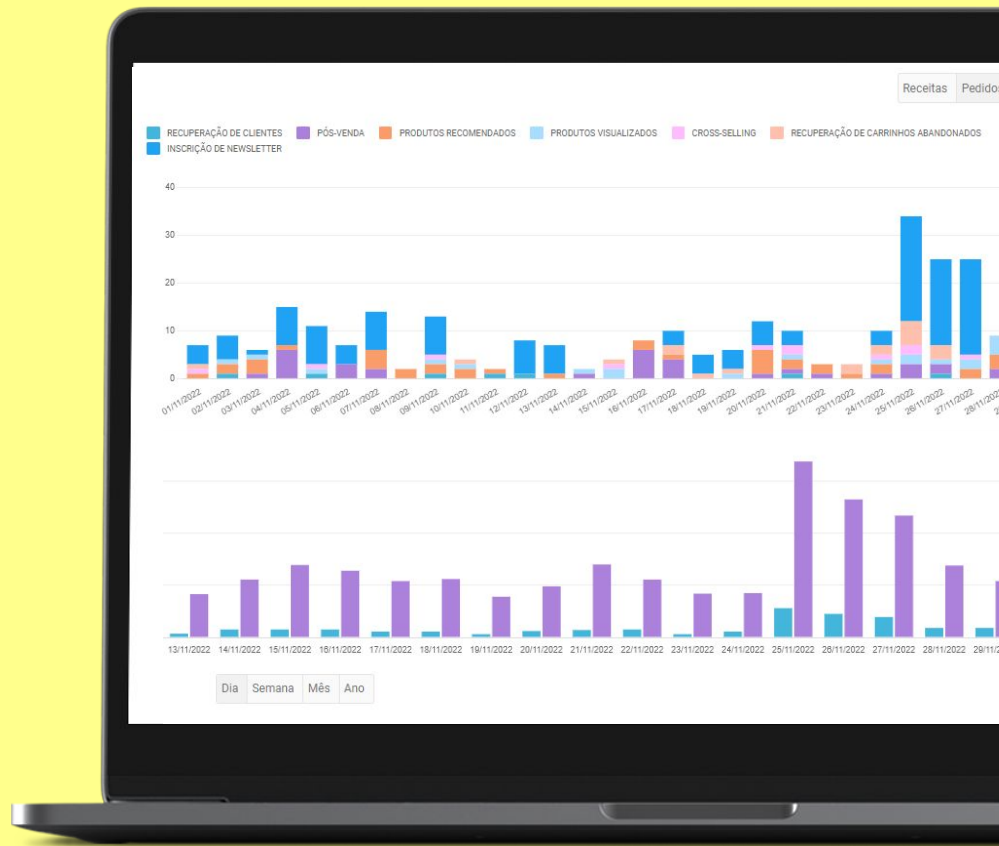 Receitas Pedidos
RECUPERAÇÃO DE CLIENTES PÓS-VENDA PRODUTOS RECOMENDADOS PRODUTOS VISUALIZADOS CROSS-SELLING RECUPERAÇÃO DE CARRINHOS ABANDONADOS
INSCRIÇÃO DE NEWSLETTER
40
30
20
10
0
01/11/2022 02/11/2022 03/11/2022 04/11/2022 05/11/2022 06/11/2022 07/11/2022 08/11/2022 09/11/2022 10/11/2022 11/11/2022 12/11/2022 13/11/2022 14/11/2022 15/11/2022 16/11/2022 17/11/2022 18/11/2022 19/11/2022 20/11/2022 21/11/2022 22/11/2022 23/11/2022 24/11/2022 25/11/2022 26/11/2022 27/11/2022 28/11/2022
13/11/2022 14/11/2022 15/11/2022 16/11/2022 17/11/2022 18/11/2022 19/11/2022 20/11/2022 21/11/2022 22/11/2022 23/11/2022 24/11/2022 25/11/2022 26/11/2022 27/11/2022 28/11/2022 29/11/2
Dia Semana Mês Ano